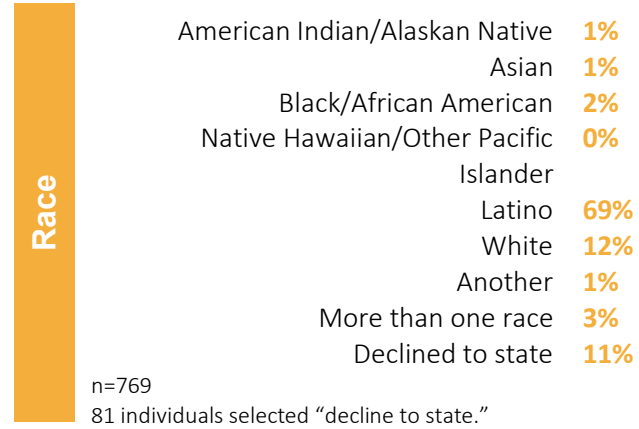 Race
American Indian/Alaskan Native 1%
Asian 1%
Black/African American 2%
Native Hawaiian/Other Pacific 0%
Islander
Latino 69%
White 12%
Another 1%
More than one race 3%
Declined to state 11%
n=769
81 individuals selected “decline to state.”